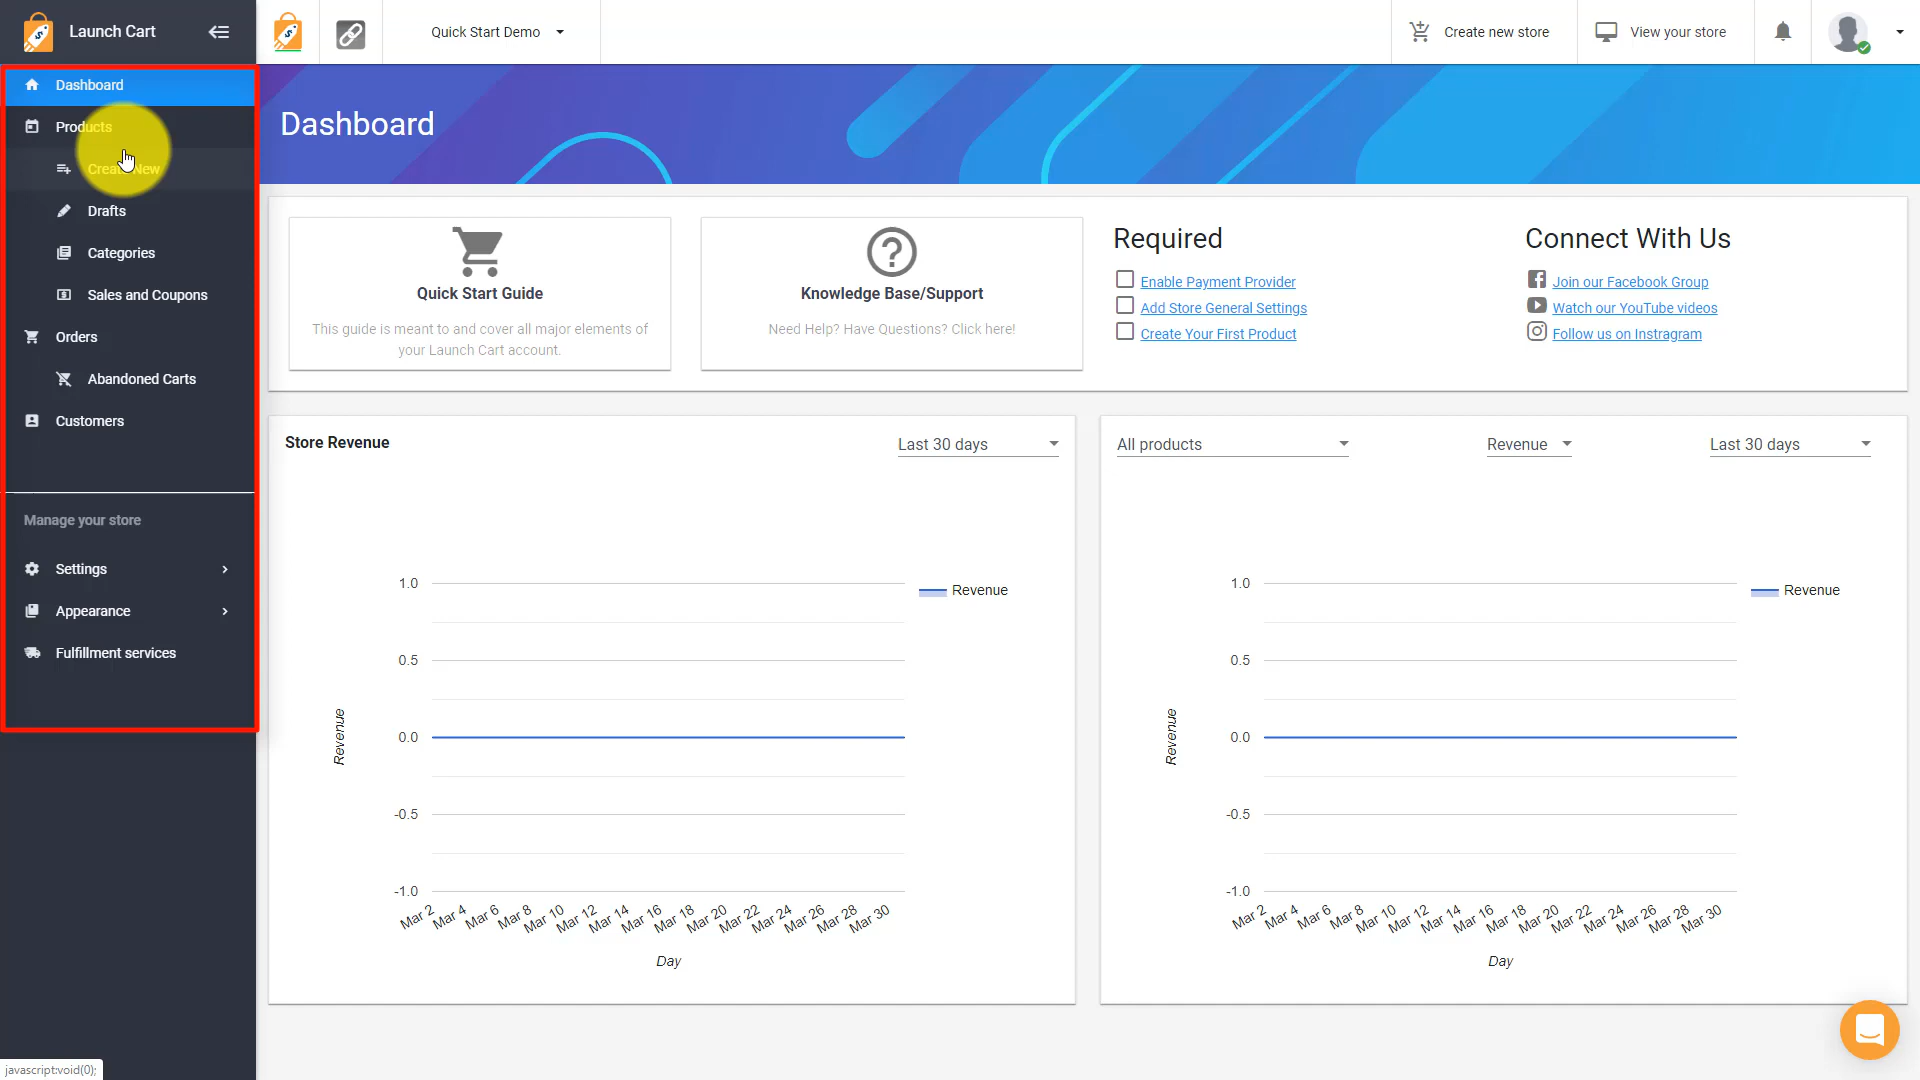 Launch Cart
Quick Start Demo
Create new store
View your store
Dashboard
Products
Create New
Drafts
Categories
Sales and Coupons
Orders
Abandoned Carts
Customers
Manage your store
Settings
Appearance
Fulfillment services
Dashboard
Quick Start Guide
This guide is meant to and cover all major elements of
your Launch Cart account.
Knowledge Base/Support
Need Help? Have Questions? Click here!
Required
Enable Payment Provider
Add Store General Settings
Create Your First Product
Connect With Us
Join our Facebook Group
Watch our YouTube videos
Follow us on Instragram
Store Revenue
Last 30 days
1.0
0.5
0.0
-0.5
-1.0
Revenue
Revenue
Mar 2 Mar 4 Mar 6 Mar 8 Mar 10 Mar 12 Mar 14 Mar 16 Mar 18 Mar 20 Mar 22 Mar 24 Mar 26 Mar 28 Mar 30
Day
All products
Revenue
Last 30 days
1.0
0.5
0.0
-0.5
-1.0
Revenue
Revenue
Mar 2 Mar 4 Mar 6 Mar 8 Mar 10 Mar 12 Mar 14 Mar 16 Mar 18 Mar 20 Mar 22 Mar 24 Mar 26 Mar 28 Mar 30
Day
javascript:void(0);